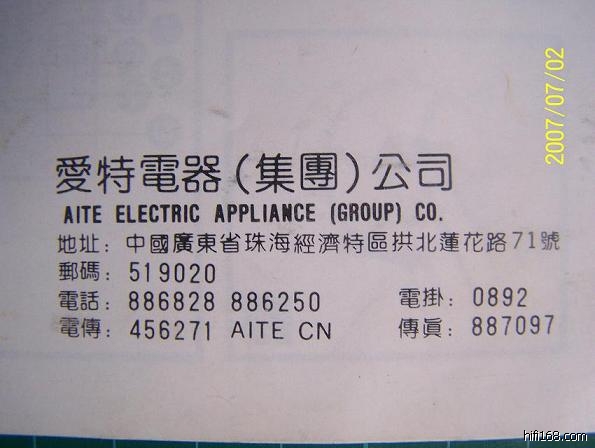 愛特電器(集團)公司
AITE ELECTRIC APPLIANCE (GROUP) CO.
地址：中國廣東省珠海經濟特區拱北蓮花路71號
郵碼：519020
電話：886828 886250 電掛：0892
電傳：456271 AITE CN 傳眞：887097
2007/07/02
hifi168.com